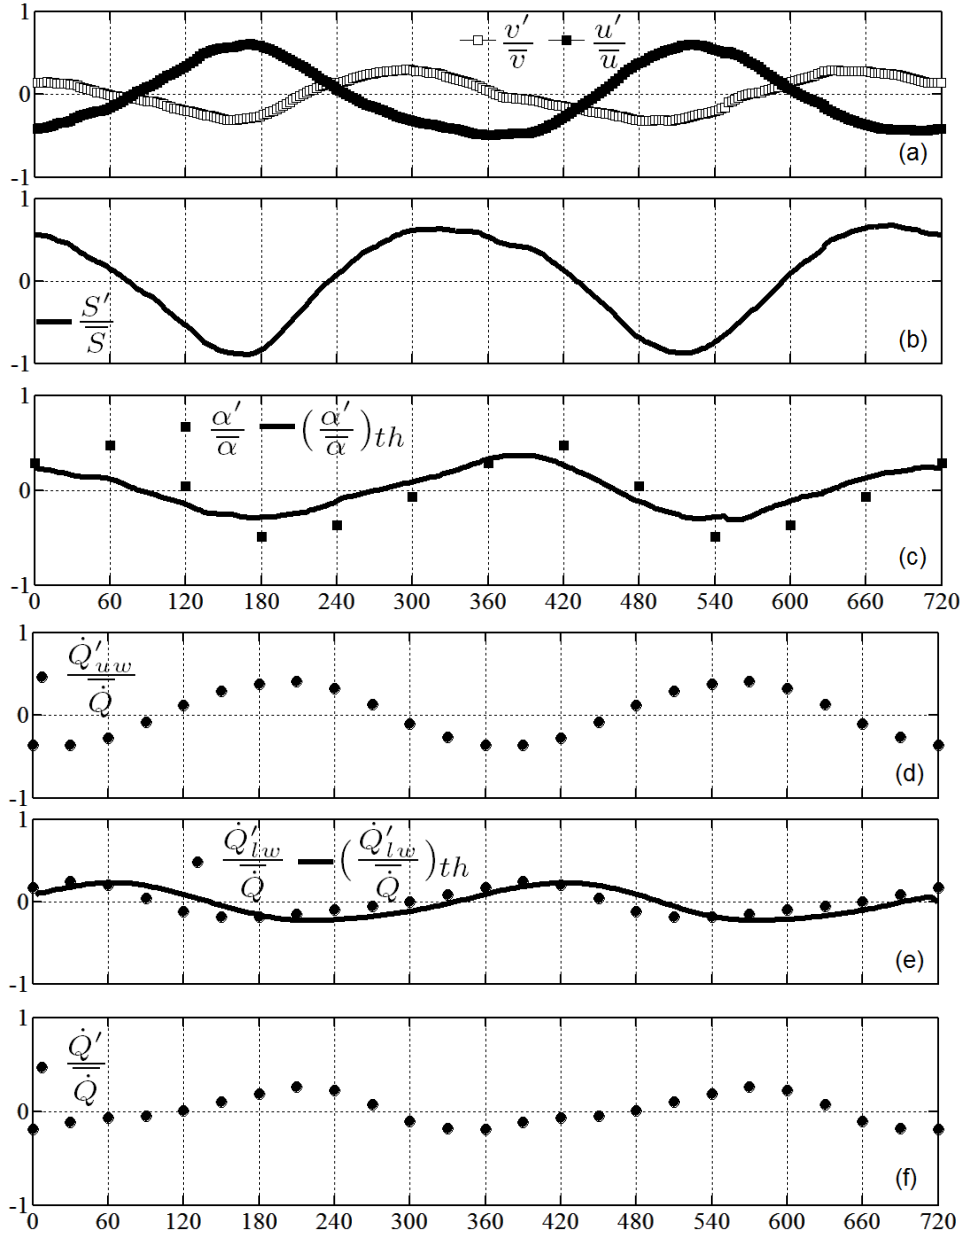 1
v′/v̅ u′/u̅
0
(a)
-1
1
0
S′/S̅
(b)
-1
1
α′/α̅ (α′/α̅)th
0
(c)
-1
0 60 120 180 240 300 360 420 480 540 600 660 720
1
Q̇′uw/Q̇̅
0
(d)
-1
1
Q̇′lw/Q̇̅ (Q̇′lw/Q̇̅)th
0
(e)
-1
1
Q̇′/Q̇̅
0
(f)
-1
0 60 120 180 240 300 360 420 480 540 600 660 720